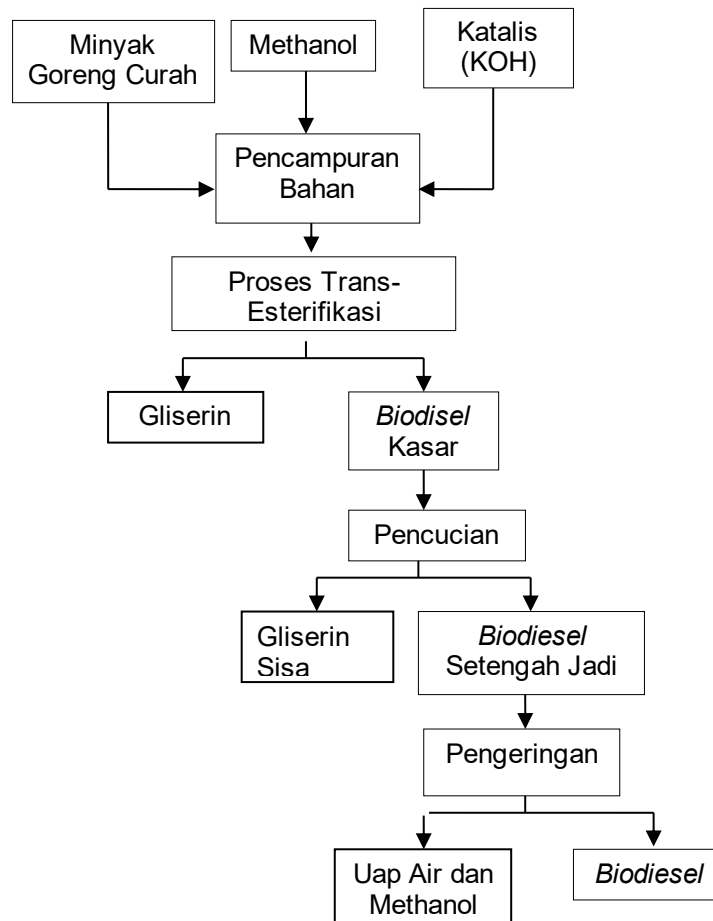 Minyak
Goreng Curah
Methanol
Katalis
(KOH)
Pencampuran
Bahan
Proses Trans-
Esterifikasi
Gliserin
Biodisel
Kasar
Pencucian
Gliserin
Sisa
Biodiesel
Setengah Jadi
Pengeringan
Uap Air dan
Methanol
Biodiesel